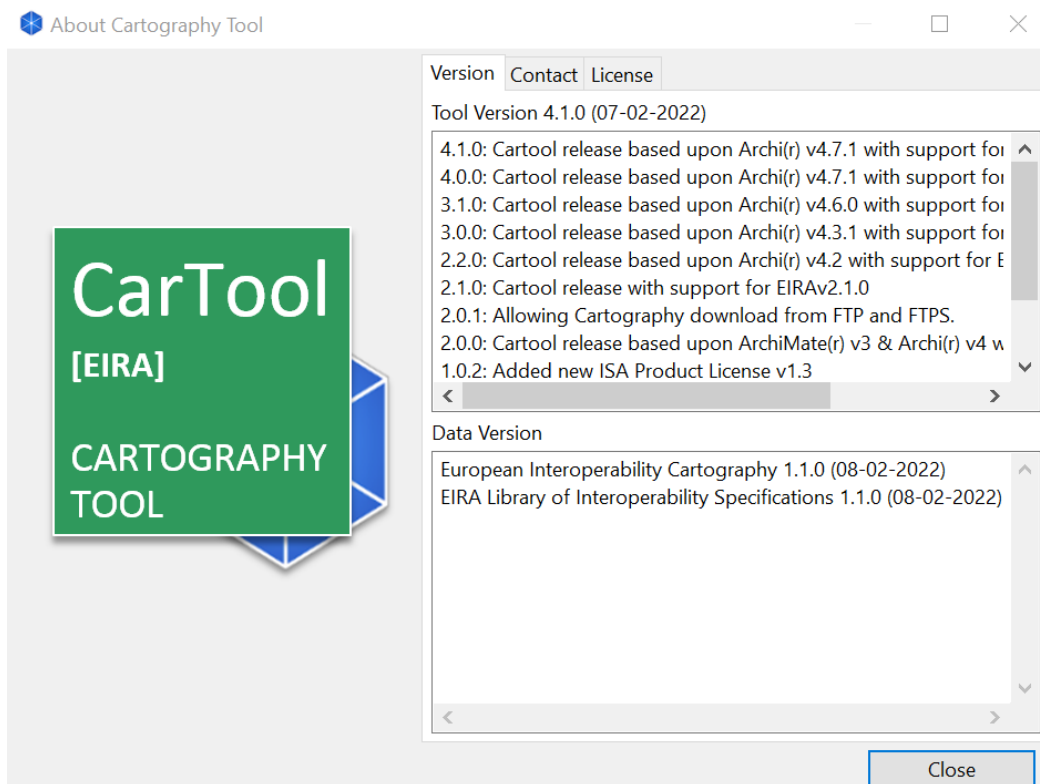 About Cartography Tool
CarTool
[EIRA]
CARTOGRAPHY
TOOL
Version Contact License
Tool Version 4.1.0 (07-02-2022)
4.1.0: Cartool release based upon Archi(r) v4.7.1 with support for
4.0.0: Cartool release based upon Archi(r) v4.7.1 with support for
3.1.0: Cartool release based upon Archi(r) v4.6.0 with support for
3.0.0: Cartool release based upon Archi(r) v4.3.1 with support for
2.2.0: Cartool release based upon Archi(r) v4.2 with support for E
2.1.0: Cartool release with support for EIRAv2.1.0
2.0.1: Allowing Cartography download from FTP and FTPS.
2.0.0: Cartool release based upon ArchiMate(r) v3 & Archi(r) v4 w
1.0.2: Added new ISA Product License v1.3
Data Version
European Interoperability Cartography 1.1.0 (08-02-2022)
EIRA Library of Interoperability Specifications 1.1.0 (08-02-2022)
Close